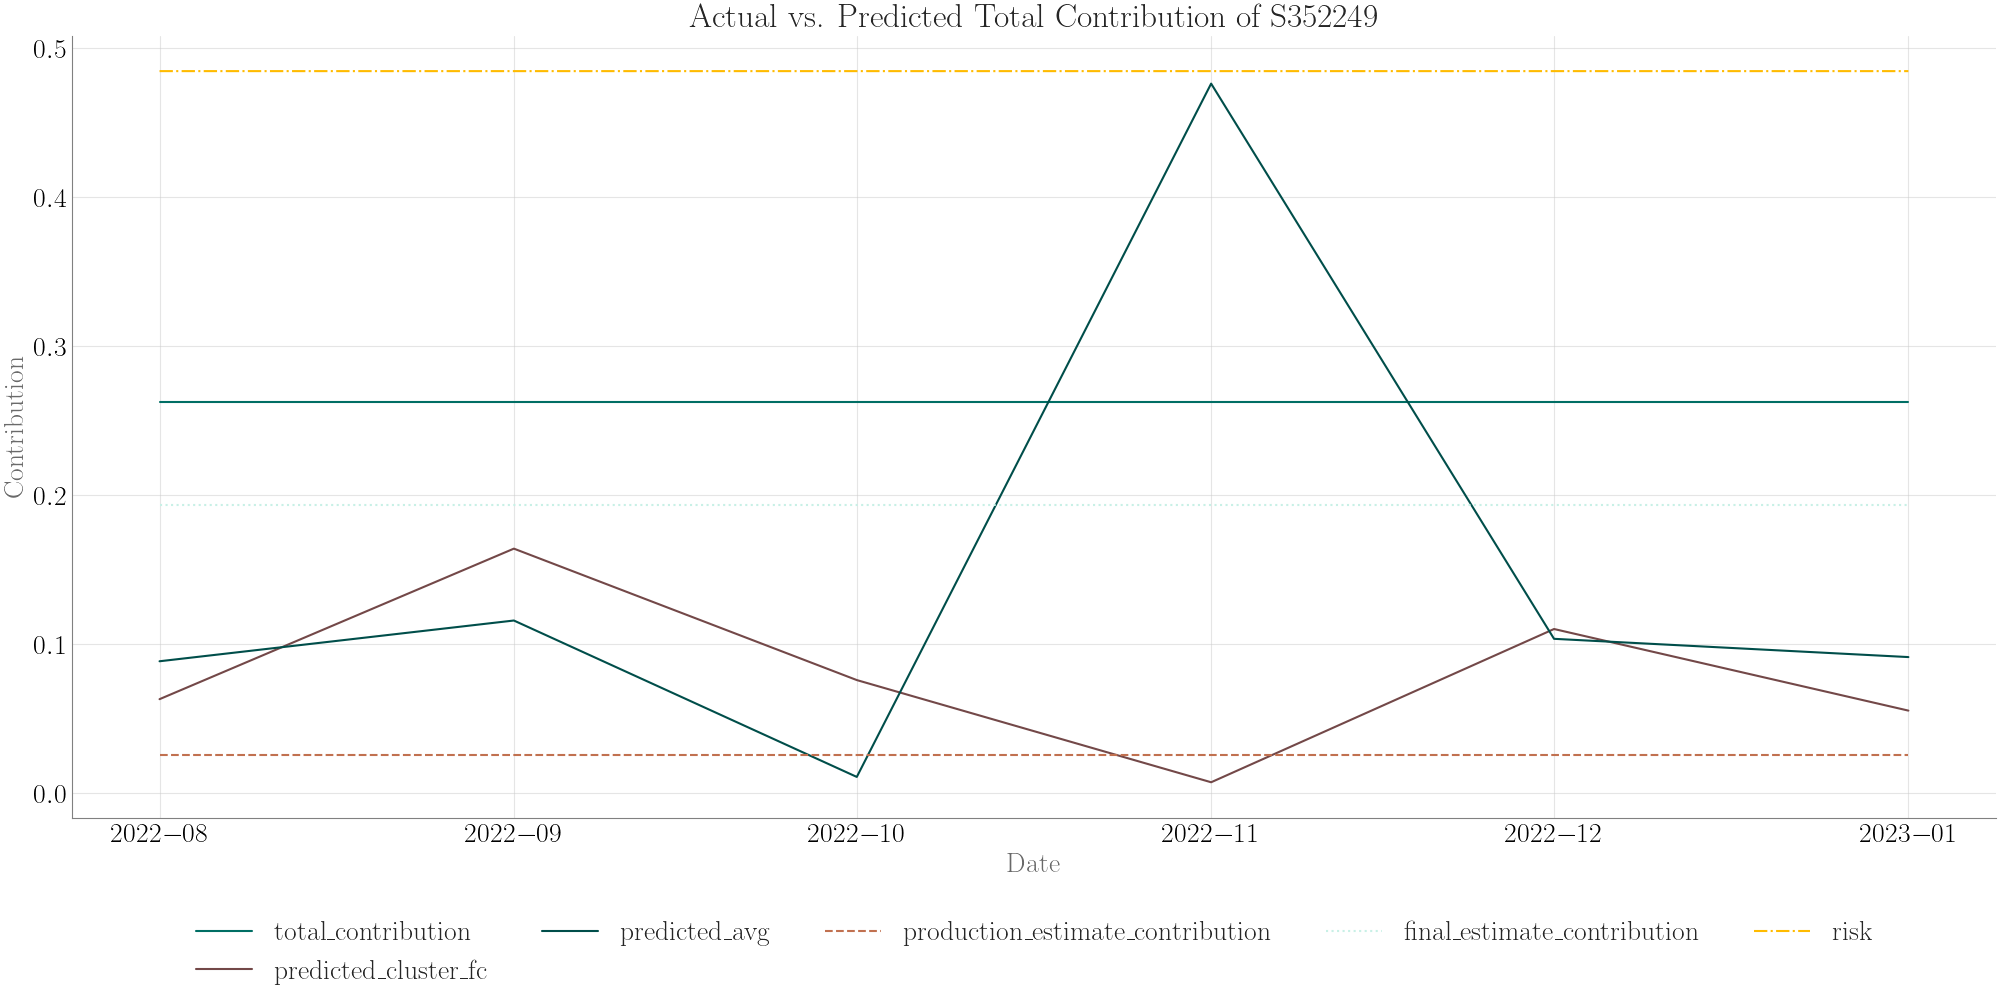 Actual vs. Predicted Total Contribution of S352249
0.5
0.4
0.3
0.2
0.1
0.0
Contribution
2022–08 2022–09 2022–10 2022–11 2022–12 2023–01
Date
total_contribution predicted_avg production_estimate_contribution final_estimate_contribution risk
predicted_cluster_fc